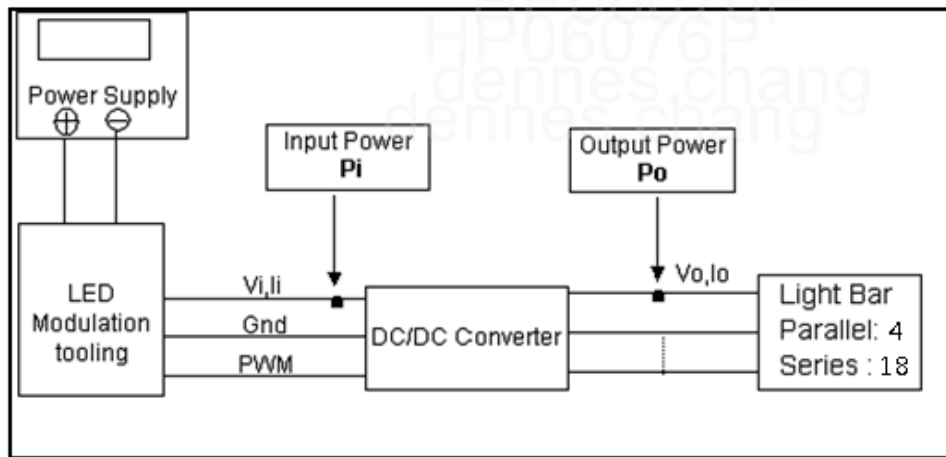 HP06076P
dennes.chang
dennes.chang
Power Supply
Input Power
Pi
Output Power
Po
LED
Modulation
tooling
Vi,Ii
Gnd
PWM
DC/DC Converter
Vo,Io
Light Bar
Parallel: 4
Series : 18